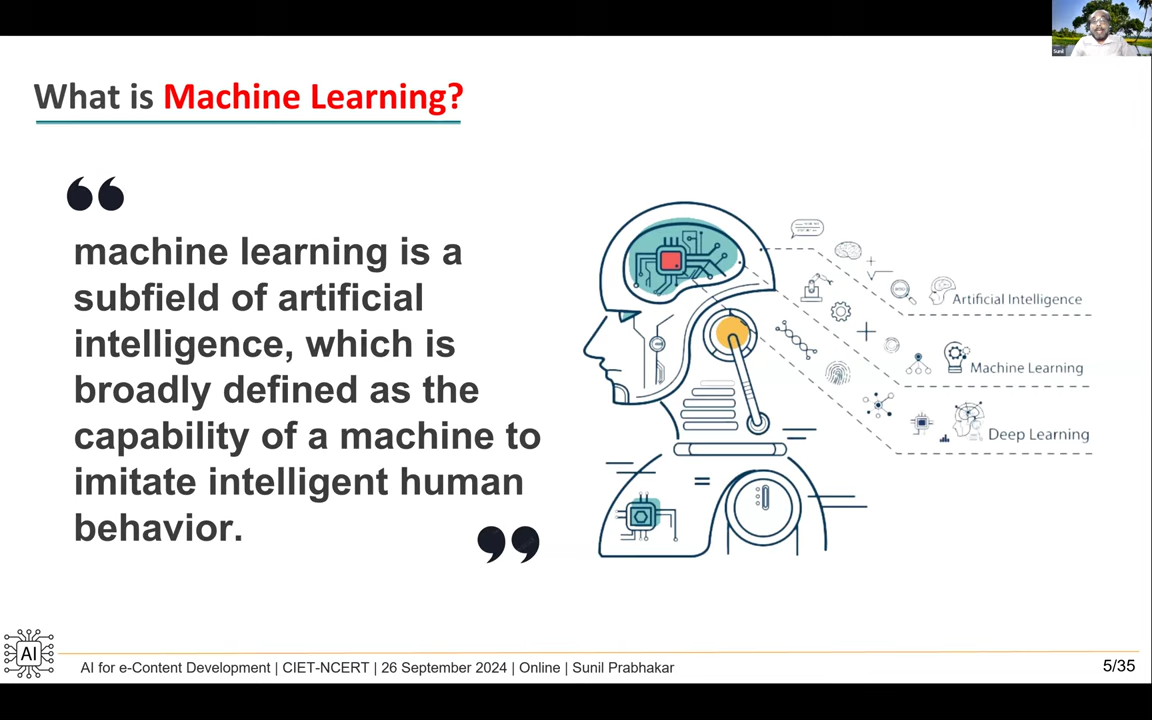 Sunil
What is Machine Learning?
machine learning is a
subfield of artificial
intelligence, which is
broadly defined as the
capability of a machine to
imitate intelligent human
behavior.
Artificial Intelligence
Machine Learning
Deep Learning
AI
AI for e-Content Development | CIET-NCERT | 26 September 2024 | Online | Sunil Prabhakar
5/35